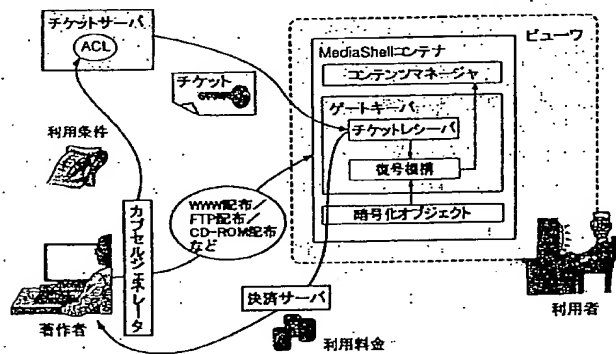 チケットサーバ
ACL
チケット
利用条件
カプセルジェネレータ
著作者
WWW配布/
FTP配布/
CD-ROM配布
など
決済サーバ
利用料金
ビューワ
MediaShellコンテナ
コンテンツマネージャ
ゲートキーパ
チケットレシーバ
復号機構
暗号化オブジェクト
利用者